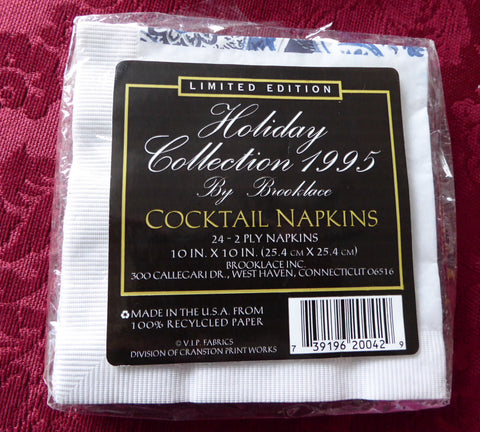 LIMITED EDITION
Holiday
Collection 1995
By Brooklace
COCKTAIL NAPKINS
24 - 2 PLY NAPKINS
10 IN. X 10 IN. (25.4 CM X 25.4 CM)
BROOKLACE INC.
300 CALLEGARI DR., WEST HAVEN, CONNECTICUT 06516
MADE IN THE U.S.A. FROM
100% RECYLCLED PAPER
© V.I.P. FABRICS
DIVISION OF CRANSTON PRINT WORKS
7 39196 20042 9